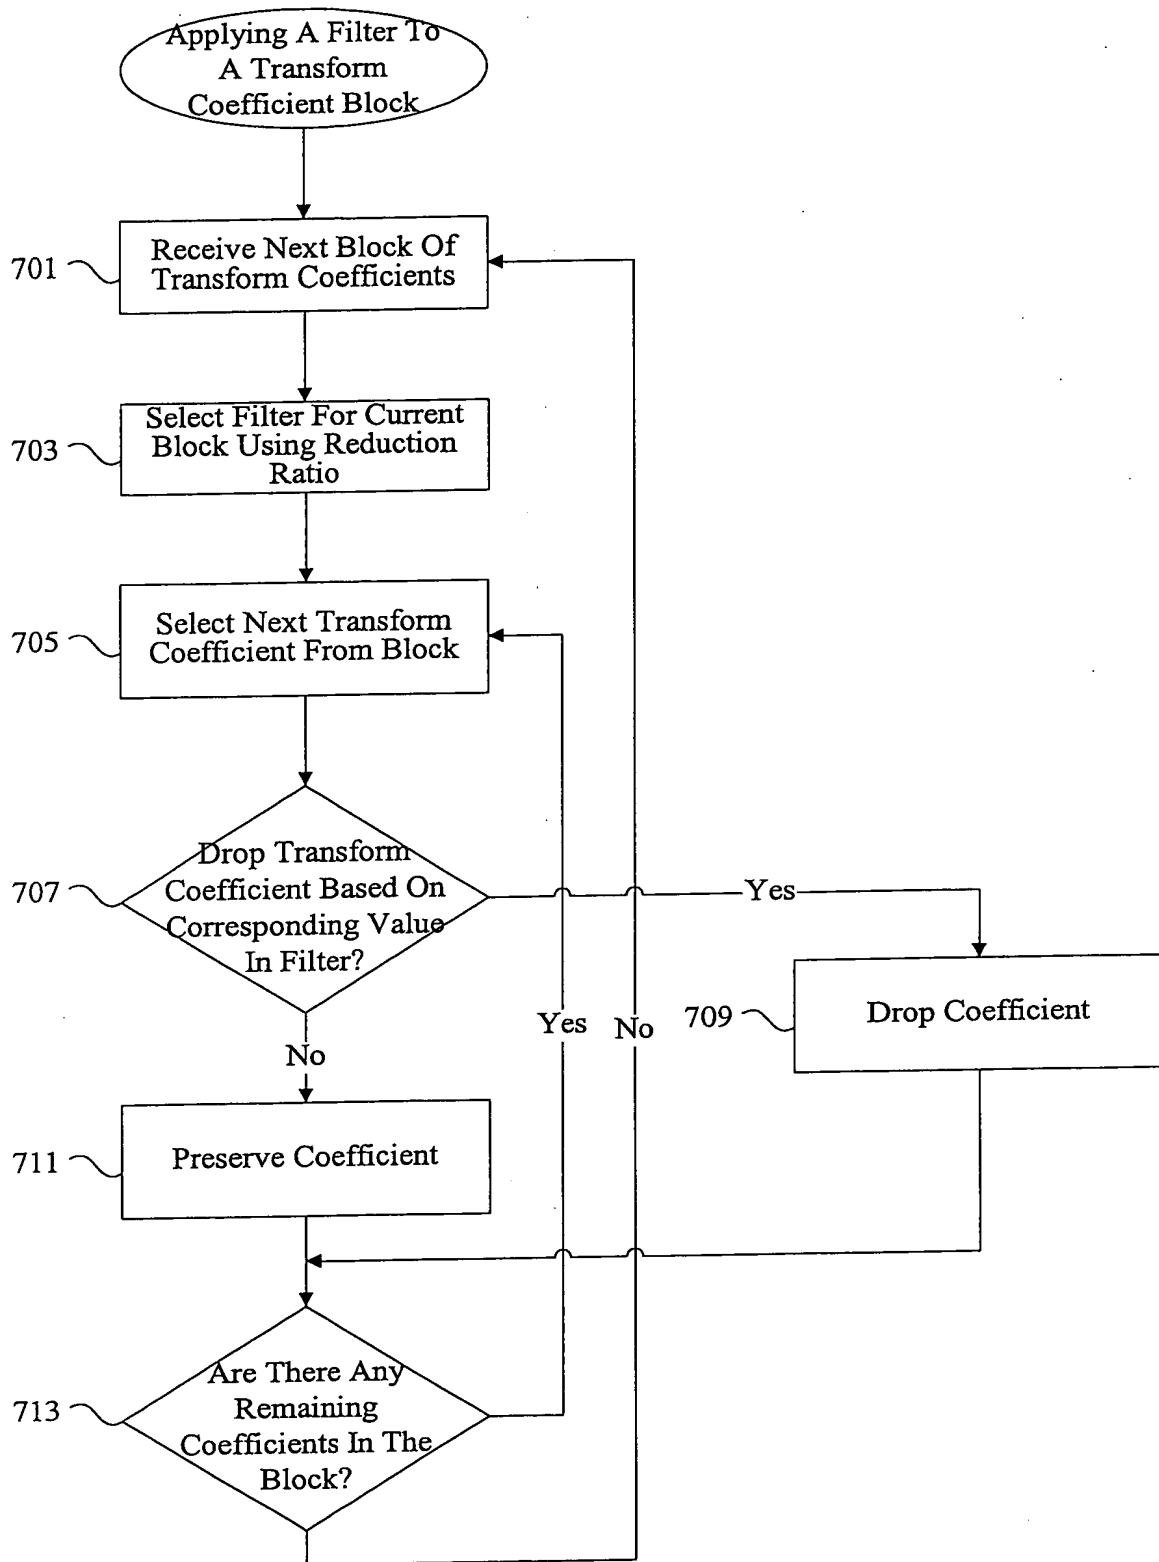 Applying A Filter To
A Transform
Coefficient Block
701
Receive Next Block Of
Transform Coefficients
703
Select Filter For Current
Block Using Reduction
Ratio
705
Select Next Transform
Coefficient From Block
707
Drop Transform
Coefficient Based On
Corresponding Value
In Filter?
Yes
No
Yes
No
709
Drop Coefficient
711
Preserve Coefficient
713
Are There Any
Remaining
Coefficients In The
Block?